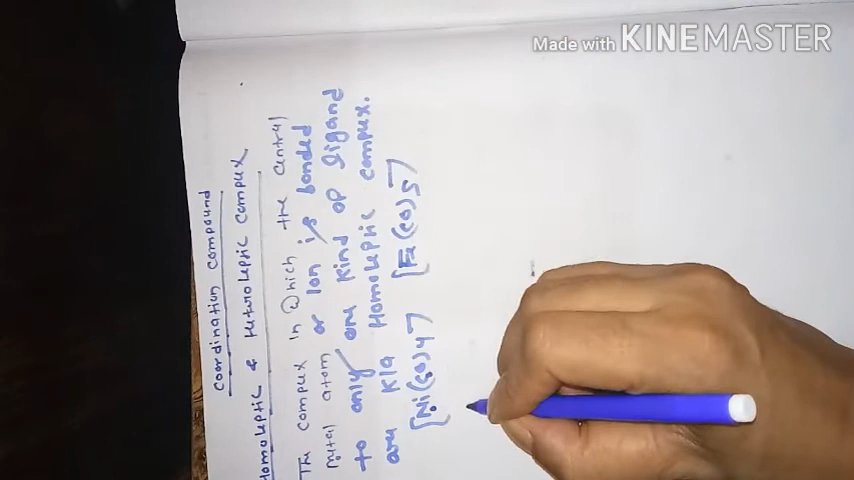 Made with KINEMASTER
Coordination compound
Homoleptic & Heteroleptic complex
The complex in which the central
metal atom or Ion is bonded
to only one kind of ligand
are k/a Homoleptic complex.
[Ni(CO)4] [Fe(CO)5]